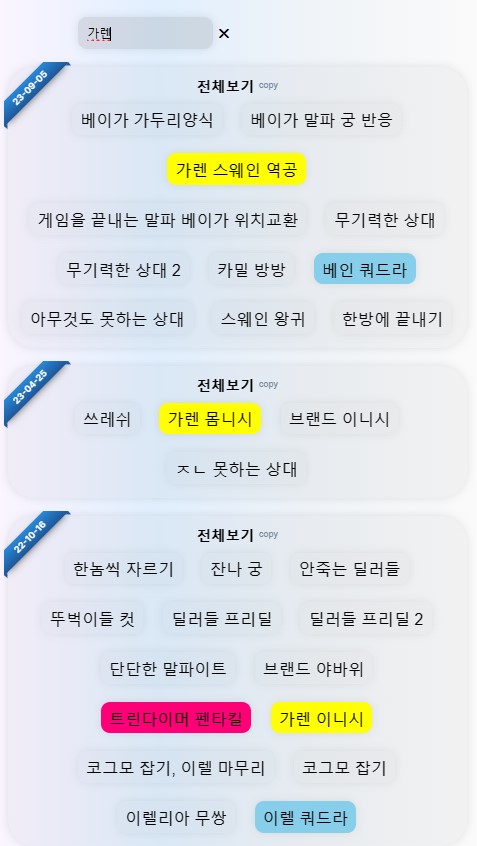 가렌
×
23-09-05
전체보기 copy
베이가 가두리양식 베이가 말파 궁 반응
가렌 스웨인 역공
게임을 끝내는 말파 베이가 위치교환 무기력한 상대
무기력한 상대 2 카밀 방방 베인 쿼드라
아무것도 못하는 상대 스웨인 왕귀 한방에 끝내기
23-04-25
전체보기 copy
쓰레쉬 가렌 몸니시 브랜드 이니시
ㅈㄴ 못하는 상대
22-10-16
전체보기 copy
한놈씩 자르기 잔나 궁 안죽는 딜러들
뚜벅이들 컷 딜러들 프리딜 딜러들 프리딜 2
단단한 말파이트 브랜드 야바위
트린다이머 펜타킬 가렌 이니시
코그모 잡기, 이렐 마무리 코그모 잡기
이렐리아 무쌍 이렐 쿼드라